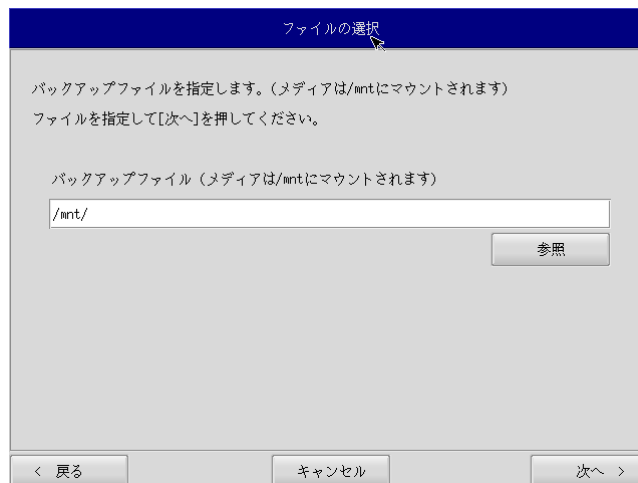 ファイルの選択
バックアップファイルを指定します。(メディアは/mntにマウントされます)
ファイルを指定して[次へ]を押してください。
バックアップファイル(メディアは/mntにマウントされます)
/mnt/
参照
< 戻る
キャンセル
次へ >